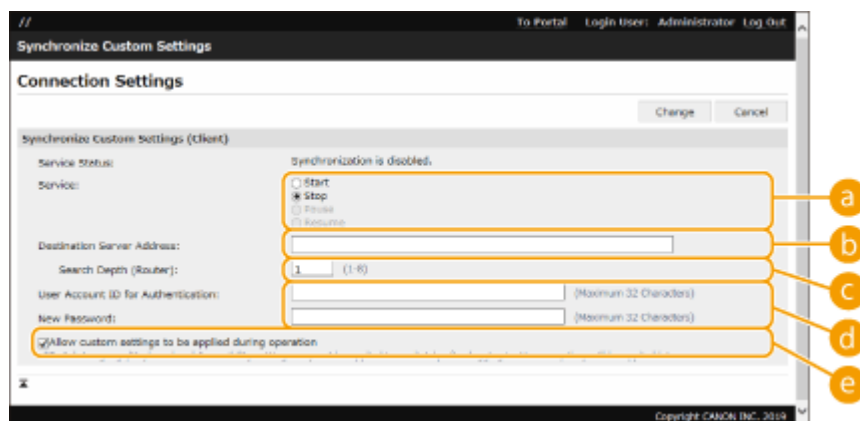 //
To Portal Login User: Administrator Log Out
Synchronize Custom Settings
Connection Settings
Change Cancel
Synchronize Custom Settings (Client)
Service Status: Synchronization is disabled.
Service: Start
Stop
Pause
Resume
a
Destination Server Address:
b
Search Depth (Router): 1 (1-8)
c
User Account ID for Authentication: (Maximum 32 Characters)
New Password: (Maximum 32 Characters)
d
Allow custom settings to be applied during operation
e
Copyright CANON INC. 2019